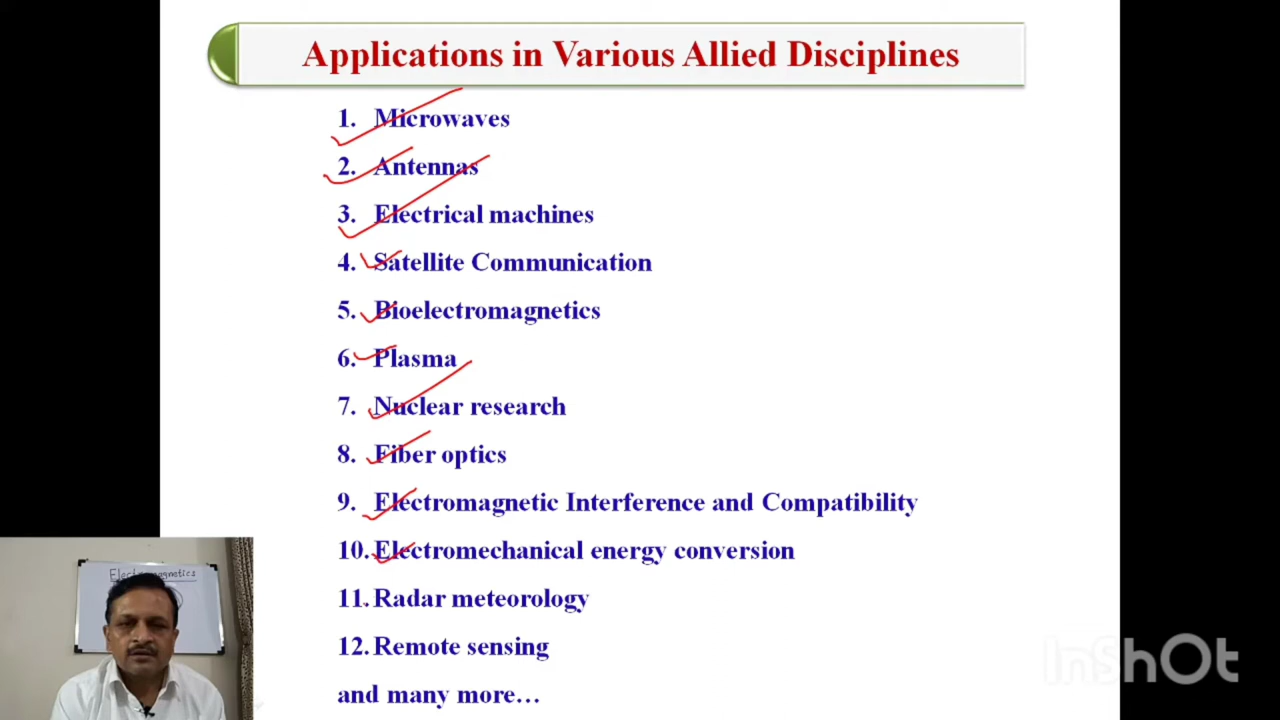 Applications in Various Allied Disciplines
1. Microwaves
2. Antennas
3. Electrical machines
4. Satellite Communication
5. Bioelectromagnetics
6. Plasma
7. Nuclear research
8. Fiber optics
9. Electromagnetic Interference and Compatibility
10. Electromechanical energy conversion
11. Radar meteorology
12. Remote sensing
and many more…
Electromagnetics
InShOt